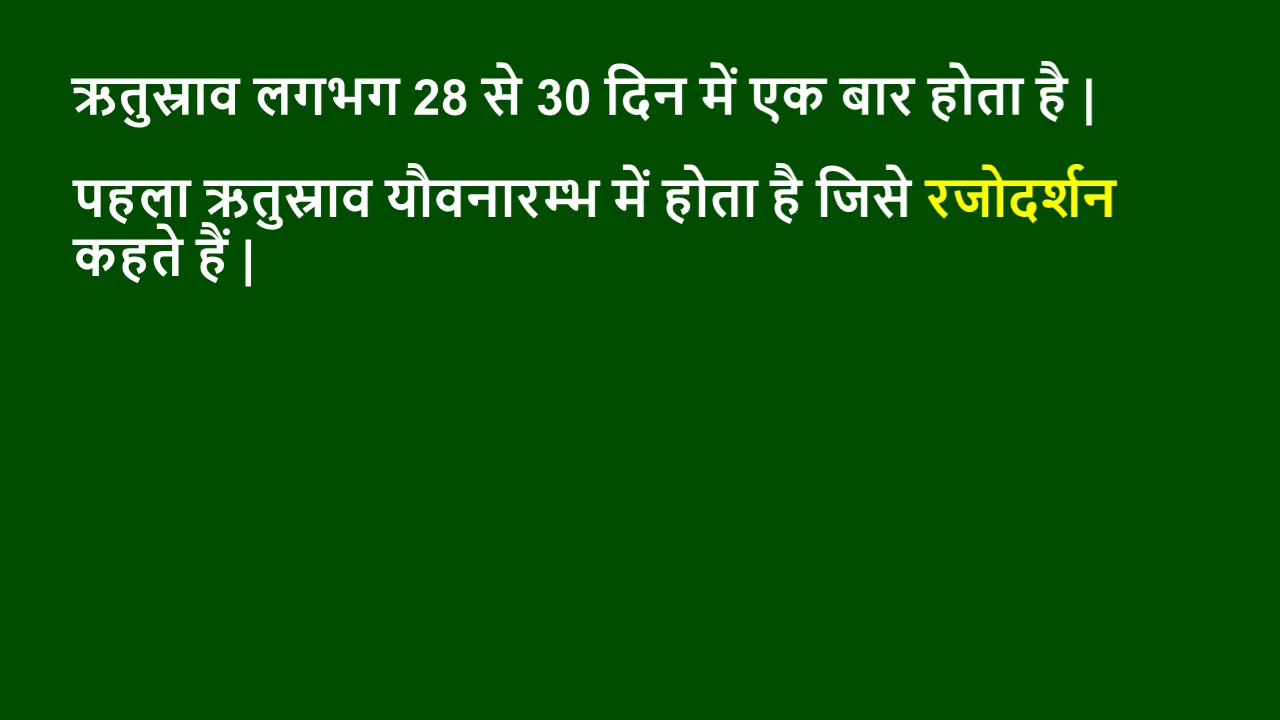 ऋतुस्राव लगभग 28 से 30 दिन में एक बार होता है |
पहला ऋतुस्राव यौवनारम्भ में होता है जिसे रजोदर्शन
कहते हैं |